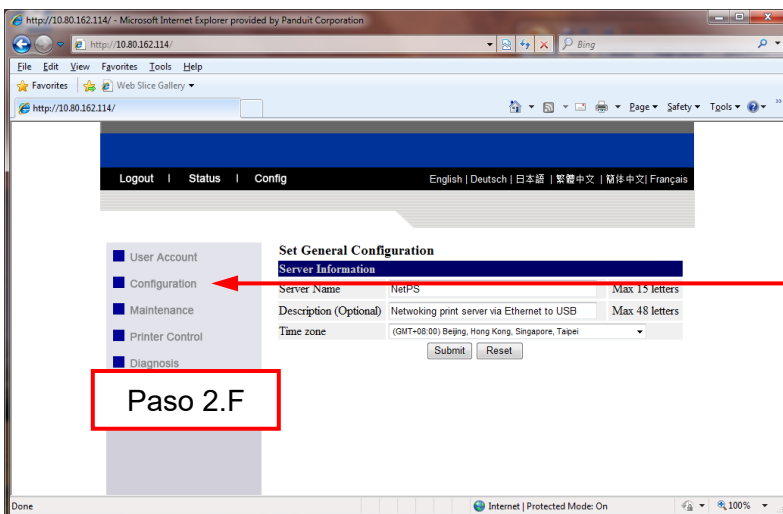 http://10.80.162.114/ - Microsoft Internet Explorer provided by Panduit Corporation
http://10.80.162.114/
Bing
File Edit View Favorites Tools Help
Favorites Web Slice Gallery
http://10.80.162.114/
Page Safety Tools
Logout | Status | Config
English | Deutsch | 日本語 | 繁體中文 | 简体中文| Français
User Account
Configuration
Maintenance
Printer Control
Diagnosis
Set General Configuration
Server Information
Server Name NetPS Max 15 letters
Description (Optional) Netwoking print server via Ethernet to USB Max 48 letters
Time zone (GMT+08:00) Beijing, Hong Kong, Singapore, Taipei
Submit Reset
Paso 2.F
Done Internet | Protected Mode: On 100%